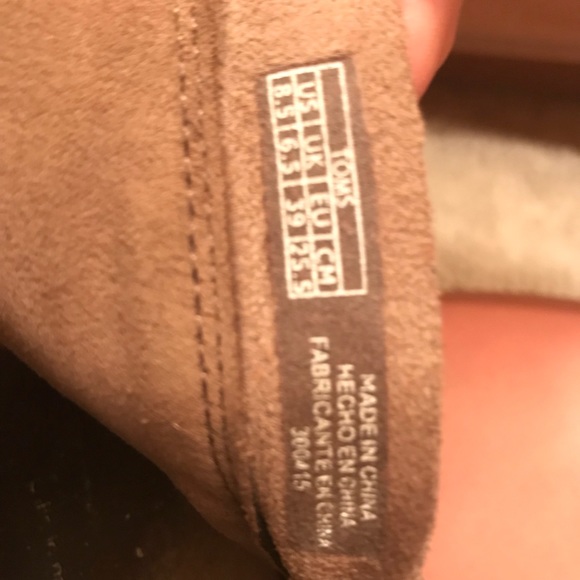 TOMS
US UK EU CM
8.5 6.5 39 25.5
MADE IN CHINA
HECHO EN CHINA
FABRICANTE EN CHINA
300415